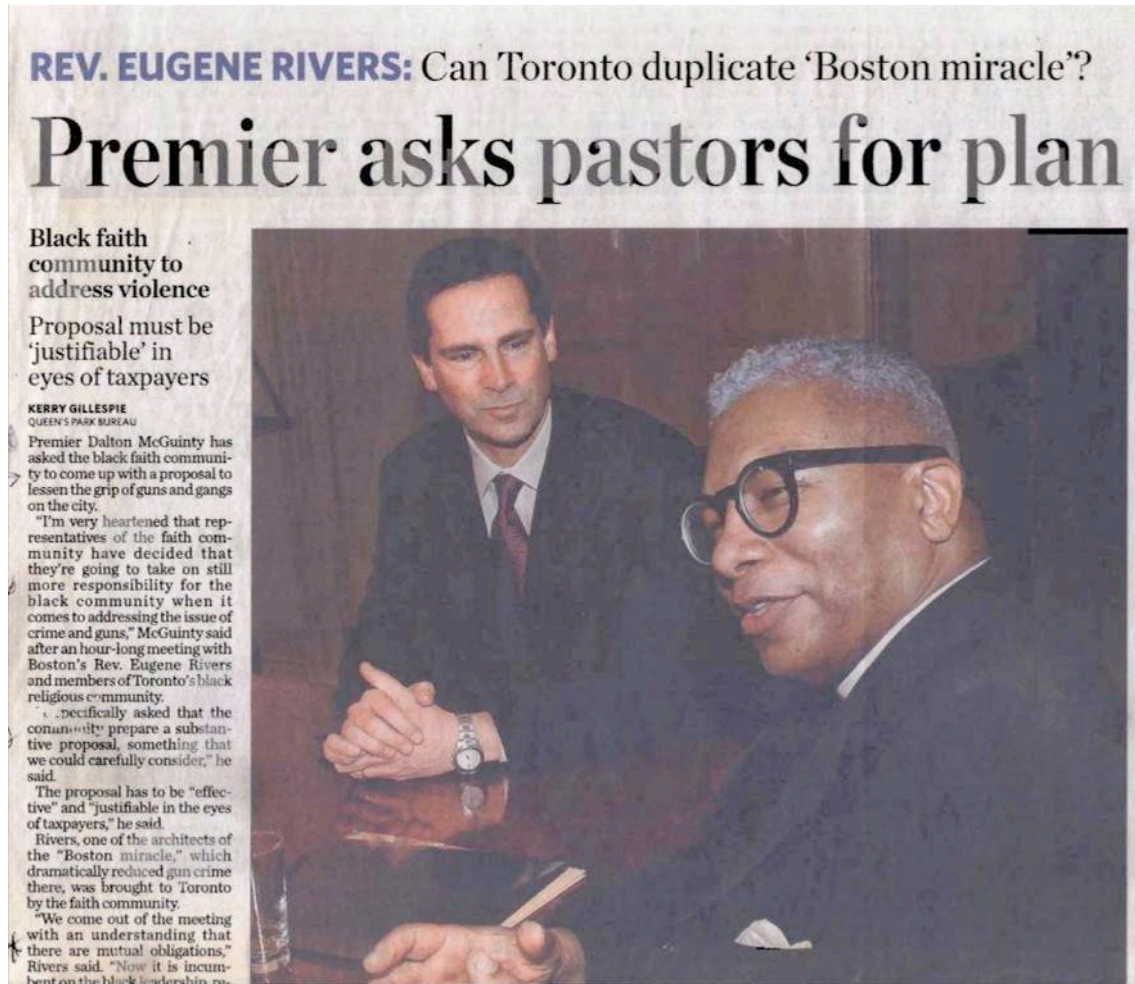 REV. EUGENE RIVERS: Can Toronto duplicate ‘Boston miracle’?
Premier asks pastors for plan
Black faith
community to
address violence
Proposal must be
‘justifiable’ in
eyes of taxpayers
KERRY GILLESPIE
QUEEN'S PARK BUREAU
Premier Dalton McGuinty has
asked the black faith communi-
ty to come up with a proposal to
lessen the grip of guns and gangs
on the city.
“I'm very heartened that rep-
resentatives of the faith com-
munity have decided that
they're going to take on still
more responsibility for the
black community when it
comes to addressing the issue of
crime and guns,” McGuinty said
after an hour-long meeting with
Boston's Rev. Eugene Rivers
and members of Toronto's black
religious community.
specifically asked that the
community prepare a substan-
tive proposal, something that
we could carefully consider,” he
said.
The proposal has to be “effec-
tive” and “justifiable in the eyes
of taxpayers,” he said.
Rivers, one of the architects of
the “Boston miracle,” which
dramatically reduced gun crime
there, was brought to Toronto
by the faith community.
“We come out of the meeting
with an understanding that
there are mutual obligations,”
Rivers said. “Now it is incum-
bent on the black leadership